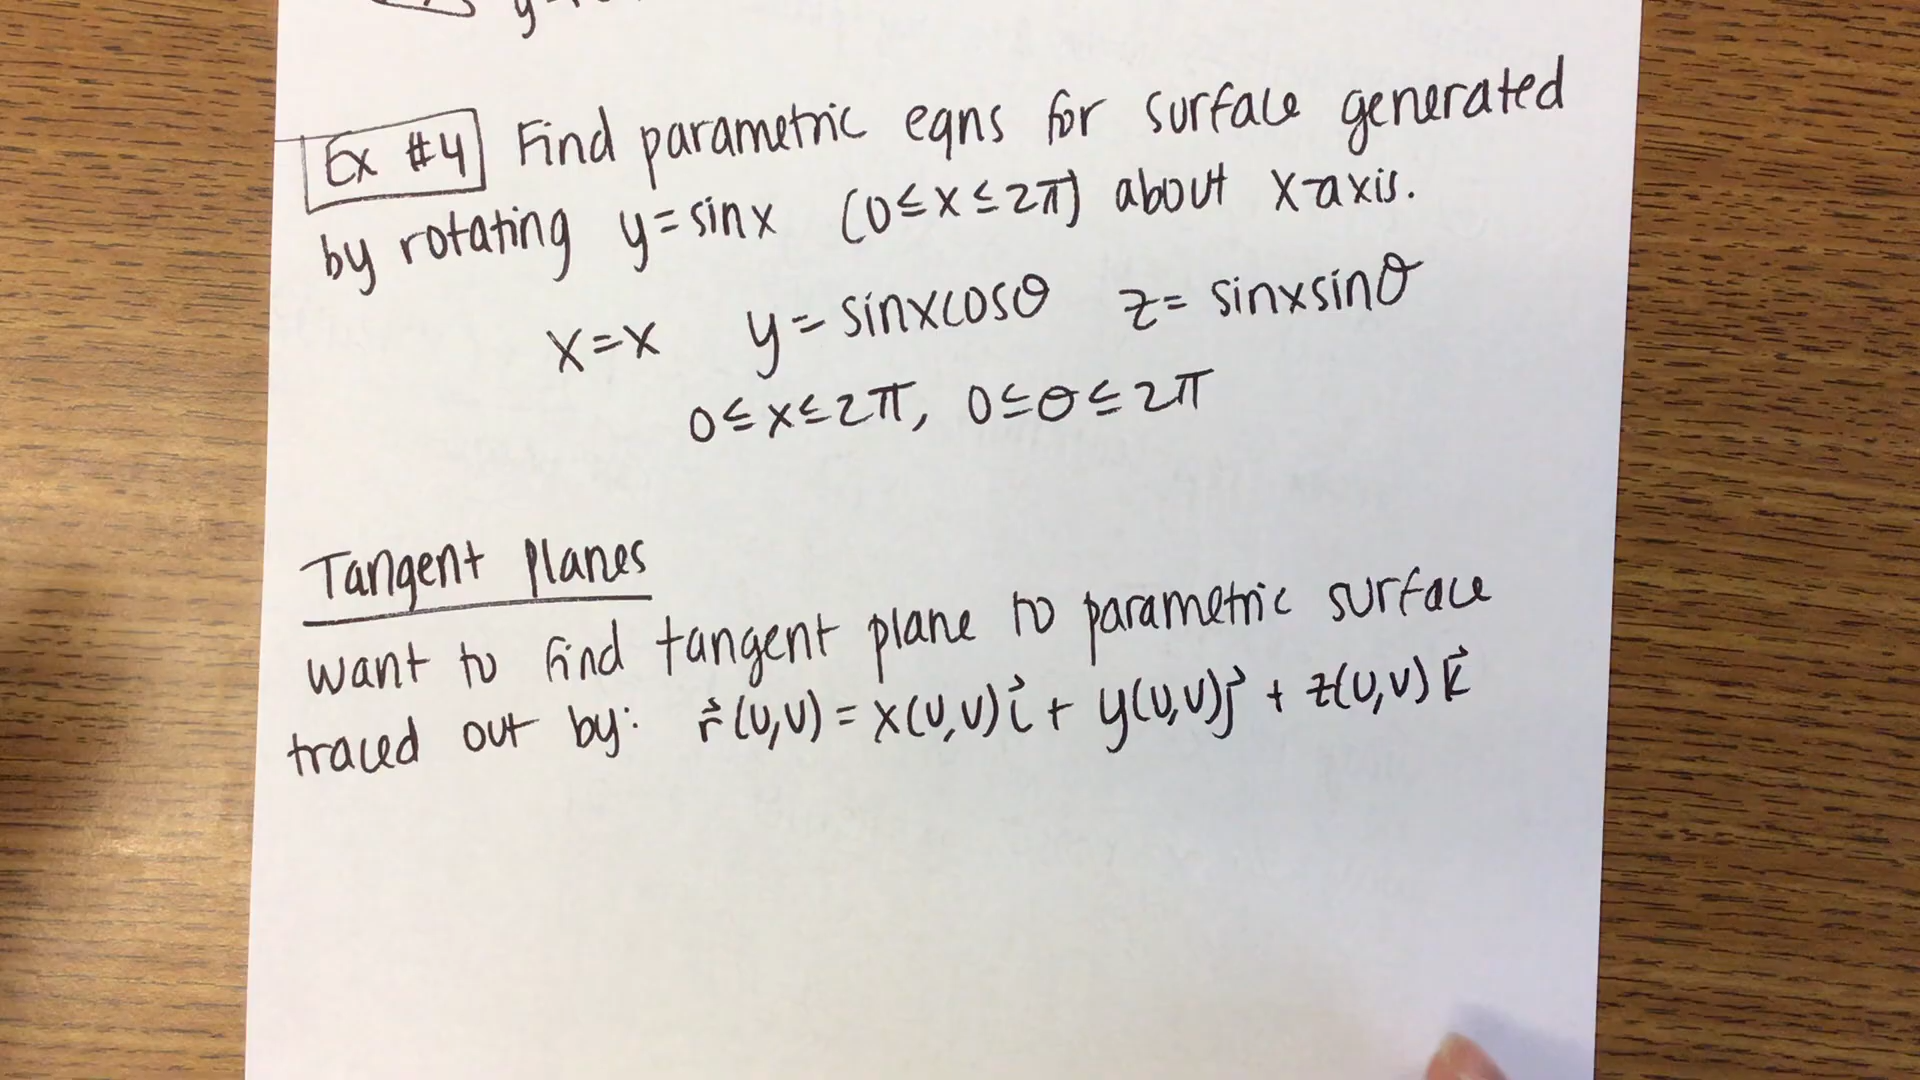 Ex #4 Find parametric eqns for surface generated
by rotating y=sinx (0≤x≤2π) about x-axis.
x=x y=sinxcosθ z=sinxsinθ
0≤x≤2π, 0≤θ≤2π
Tangent Planes
want to find tangent plane to parametric surface
traced out by: r⃗(u,v) = x(u,v)i⃗ + y(u,v)j⃗ + z(u,v)k⃗